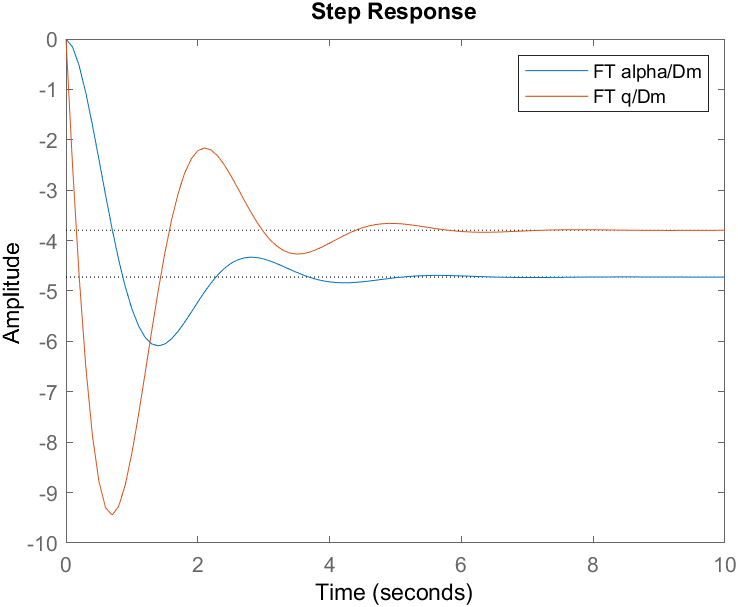 Step Response
0
-1
-2
-3
-4
-5
-6
-7
-8
-9
-10
Amplitude
FT alpha/Dm
FT q/Dm
0 2 4 6 8 10
Time (seconds)